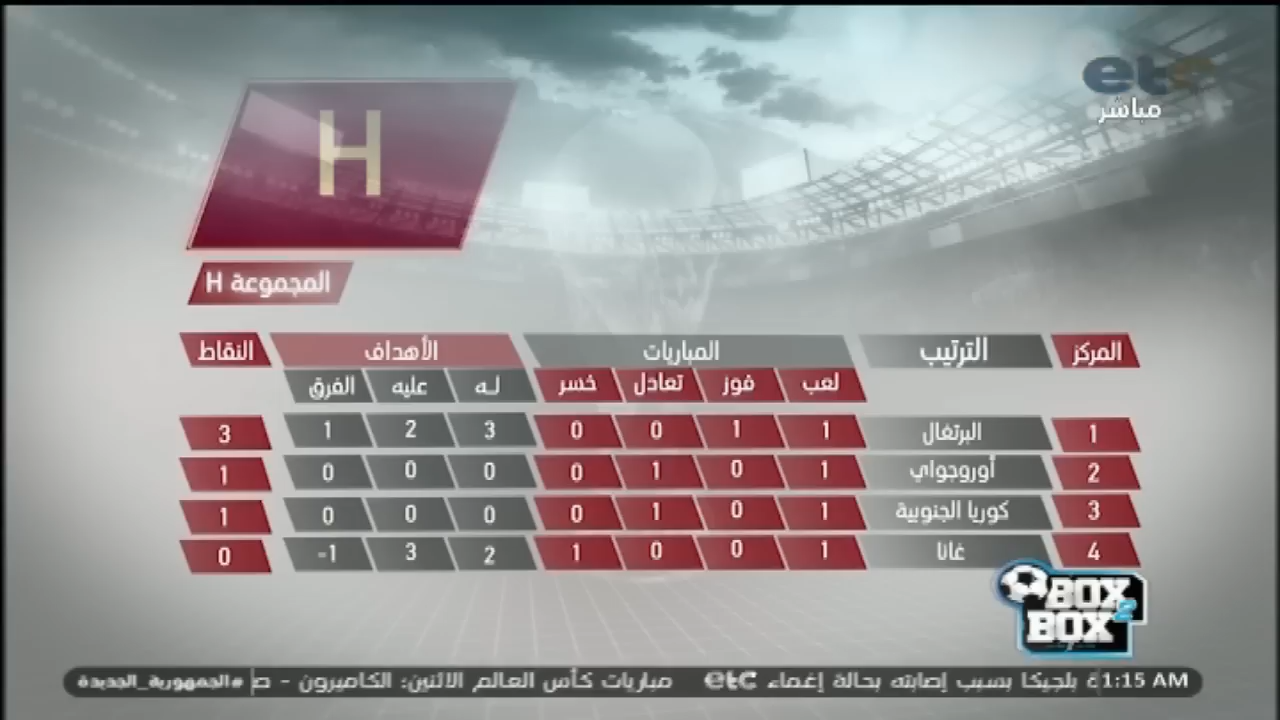 etc
مباشر
H
المجموعة H
المركز الترتيب المباريات الأهداف النقاط
لعب فوز تعادل خسر لـه عليه الفرق
1 البرتغال 1 1 0 0 3 2 1 3
2 أوروجواي 1 0 1 0 0 0 0 1
3 كوريا الجنوبية 1 0 1 0 0 0 0 1
4 غانا 1 0 0 1 2 3 -1 0
BOX 2 BOX
1:15 AM بلجيكا بسبب إصابته بحالة إغماء etc مباريات كأس العالم الاثنين: الكاميرون - #الجمهورية_الجديدة